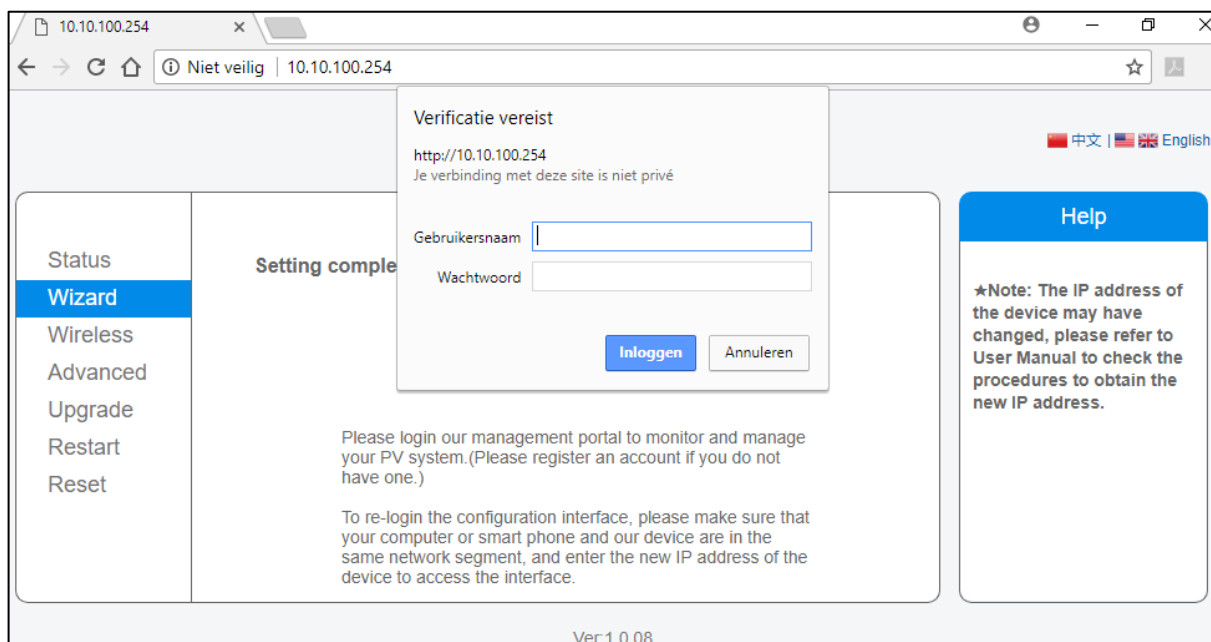 10.10.100.254
Niet veilig | 10.10.100.254
Verificatie vereist
http://10.10.100.254
Je verbinding met deze site is niet privé
Gebruikersnaam
Wachtwoord
Inloggen Annuleren
中文 | English
Status
Wizard
Wireless
Advanced
Upgrade
Restart
Reset
Setting comple
Please login our management portal to monitor and manage
your PV system.(Please register an account if you do not
have one.)
To re-login the configuration interface, please make sure that
your computer or smart phone and our device are in the
same network segment, and enter the new IP address of the
device to access the interface.
Help
★Note: The IP address of
the device may have
changed, please refer to
User Manual to check the
procedures to obtain the
new IP address.
Ver:1.0.08